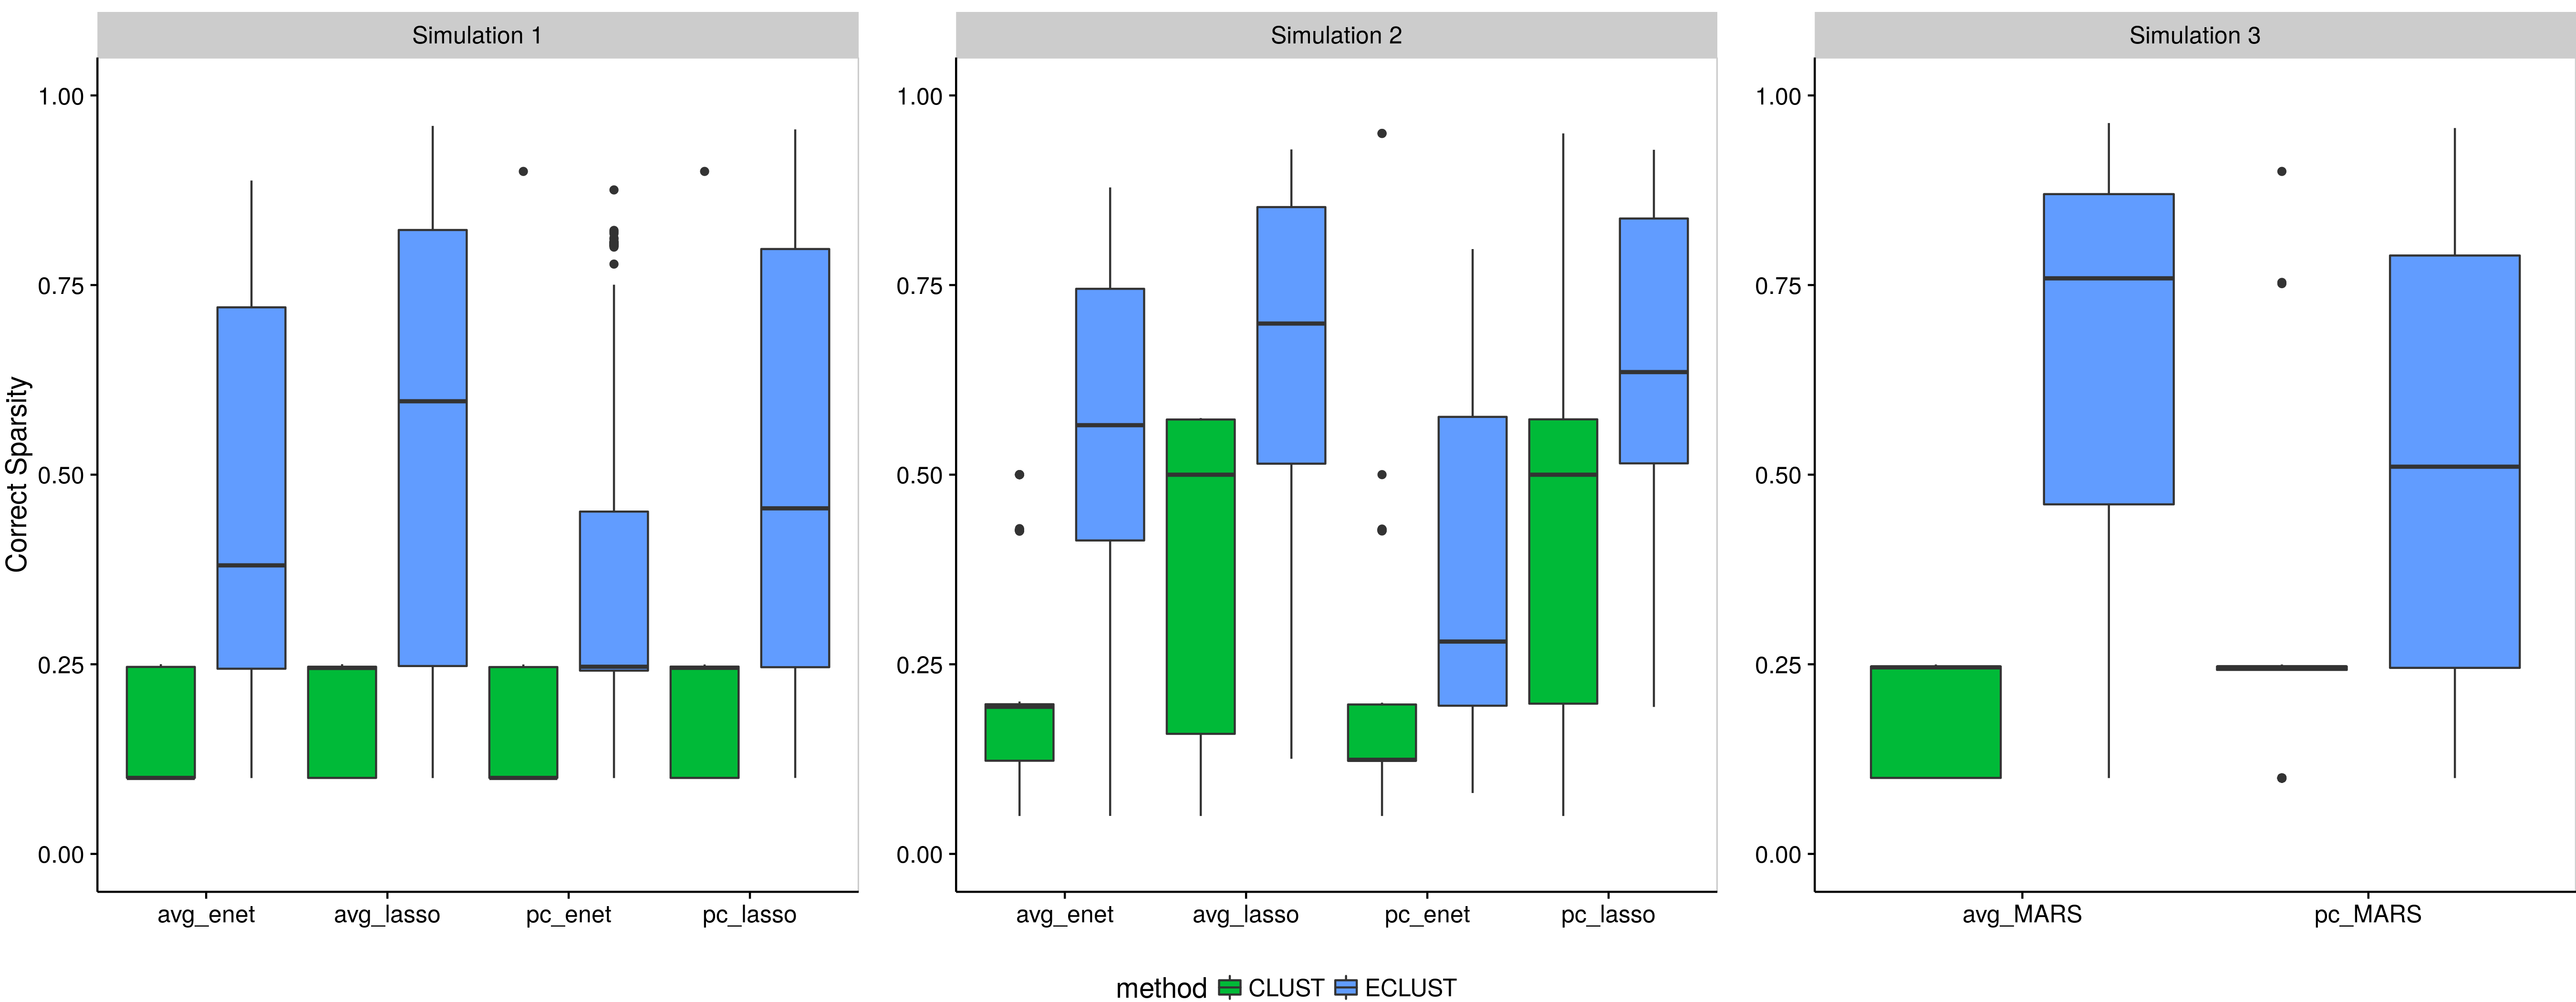 Simulation 1
Simulation 2
Simulation 3
Correct Sparsity
1.00
0.75
0.50
0.25
0.00
1.00
0.75
0.50
0.25
0.00
1.00
0.75
0.50
0.25
0.00
avg_enet avg_lasso pc_enet pc_lasso
avg_enet avg_lasso pc_enet pc_lasso
avg_MARS pc_MARS
method CLUST ECLUST